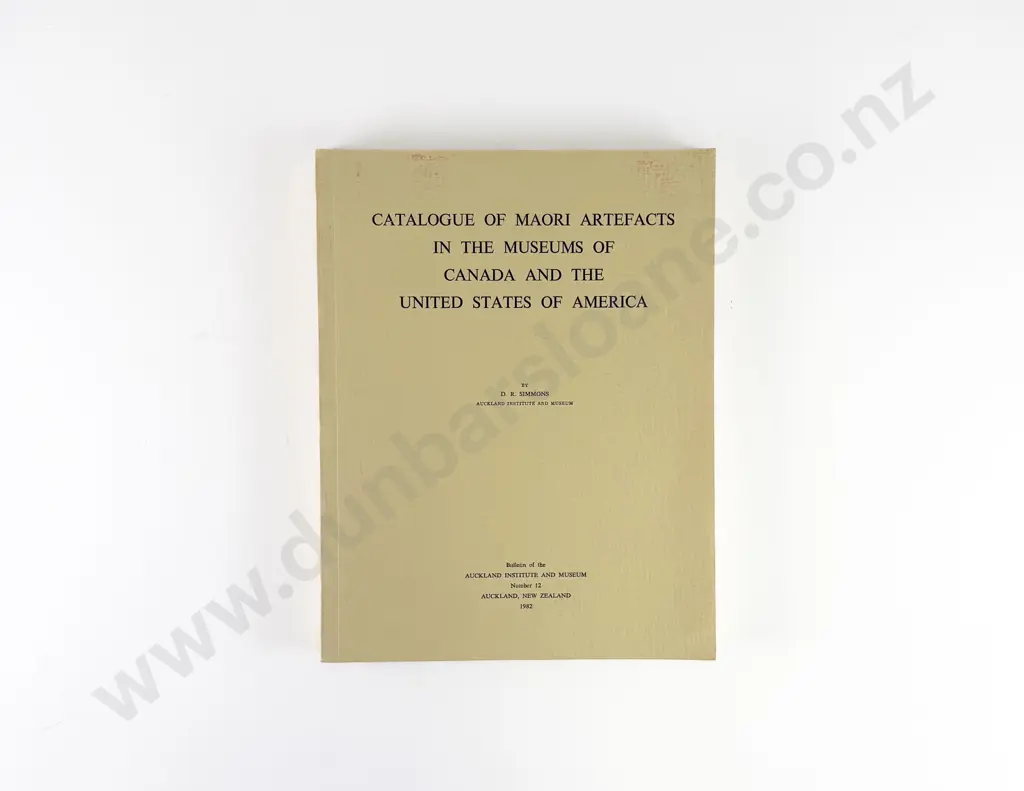 CATALOGUE OF MAORI ARTEFACTS
IN THE MUSEUMS OF
CANADA AND THE
UNITED STATES OF AMERICA
BY
D. R. SIMMONS
AUCKLAND INSTITUTE AND MUSEUM
Bulletin of the
AUCKLAND INSTITUTE AND MUSEUM
Number 12
AUCKLAND, NEW ZEALAND
1982
www.dunbarsloane.co.nz